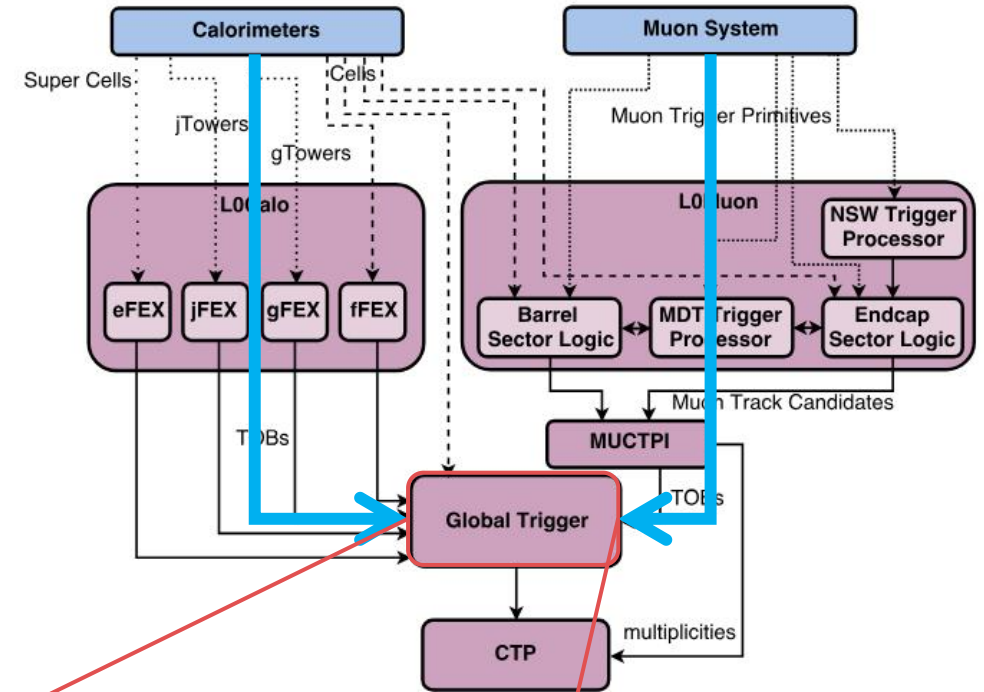 Calorimeters
Muon System
Super Cells
Cells
jTowers
Muon Trigger Primitives
gTowers
L0Calo
L0Muon
NSW Trigger
Processor
eFEX
jFEX
gFEX
fFEX
Barrel
Sector Logic
MDT Trigger
Processor
Endcap
Sector Logic
Muon Track Candidates
TOBs
MUCTPI
TOBs
Global Trigger
multiplicities
CTP